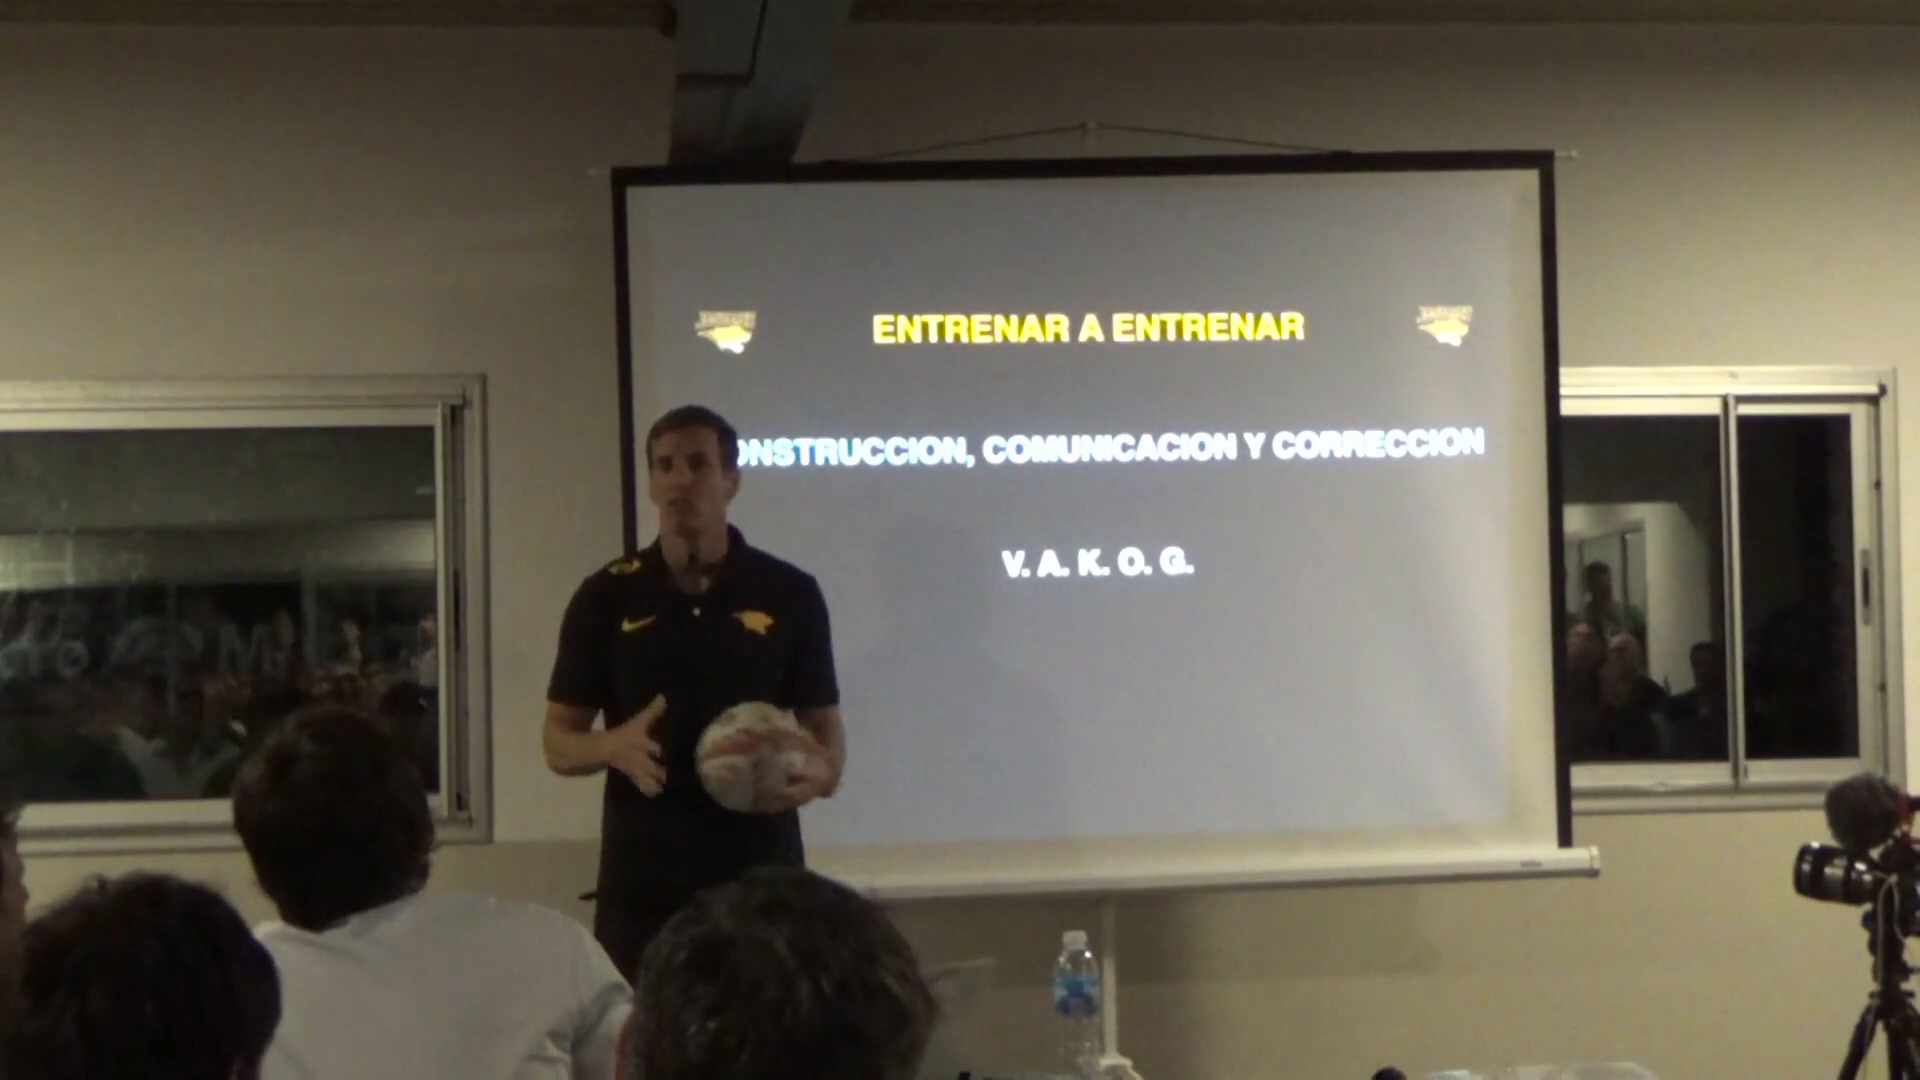 ENTRENAR A ENTRENAR
ONSTRUCCION, COMUNICACION Y CORRECCION
V. A. K. O. G.